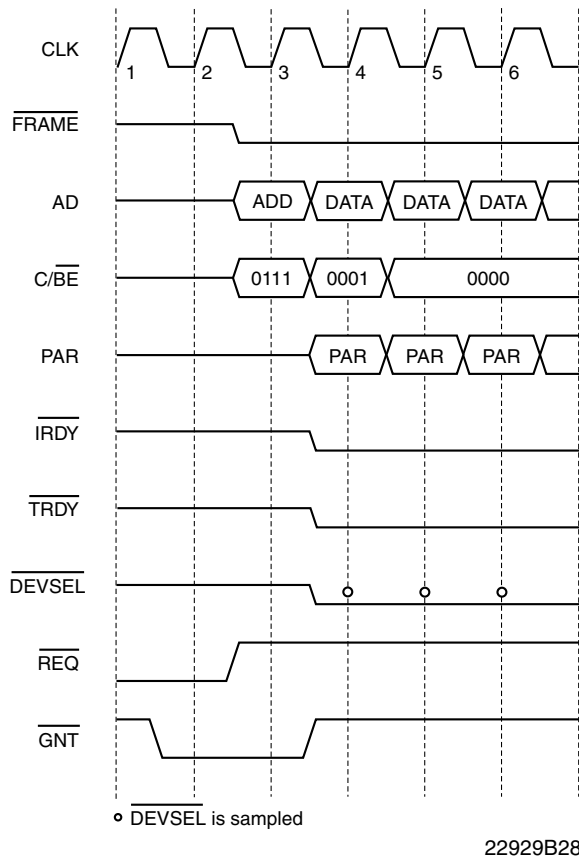 CLK
1 2 3 4 5 6
FRAME
AD ADD DATA DATA DATA
C/BE 0111 0001 0000
PAR PAR PAR PAR
IRDY
TRDY
DEVSEL
REQ
GNT
DEVSEL is sampled
22929B28